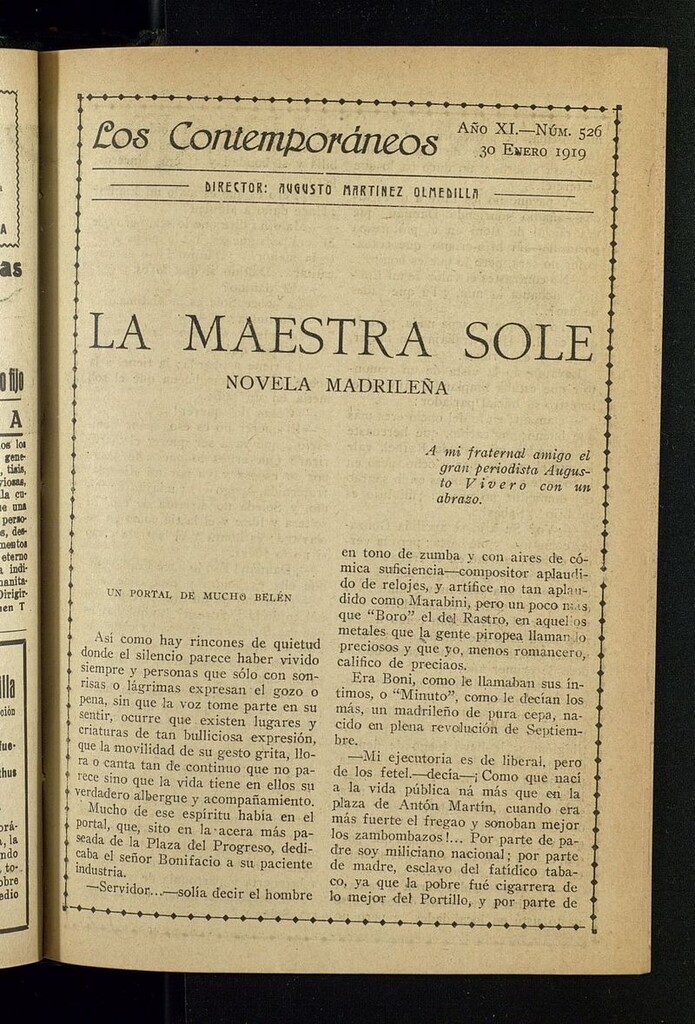 Los Contemporáneos
AÑO XI.—NÚM. 526
30 ENERO 1919
DIRECTOR: AUGUSTO MARTINEZ OLMEDILLA
LA MAESTRA SOLE
NOVELA MADRILEÑA
A mi fraternal amigo el
gran periodista Augus-
to Vivero con un
abrazo.
UN PORTAL DE MUCHO BELÉN
Así como hay rincones de quietud
donde el silencio parece haber vivido
siempre y personas que sólo con son-
risas o lágrimas expresan el gozo o
pena, sin que la voz tome parte en su
sentir, ocurre que existen lugares y
criaturas de tan bulliciosa expresión,
que la movilidad de su gesto grita, llo-
ra o canta tan de continuo que no pa-
rece sino que la vida tiene en ellos su
verdadero albergue y acompañamiento.
Mucho de ese espíritu había en el
portal, que, sito en la acera más pa-
seada de la Plaza del Progreso, dedi-
caba el señor Bonifacio a su paciente
industria.
—Servidor...—solía decir el hombre
en tono de zumba y con aires de có-
mica suficiencia—compositor aplaudi-
do de relojes, y artífice no tan aplau-
dido como Marabini, pero un poco más
que "Boro" el del Rastro, en aquellos
metales que la gente piropea llamando
preciosos y que yo, menos romancero,
califico de preciaos.
Era Boni, como le llamaban sus ín-
timos, o "Minuto", como le decían los
más, un madrileño de pura cepa, na-
cido en plena revolución de Septiem-
bre.
—Mi ejecutoria es de liberal, pero
de los fetel.—decía—¡Como que nací
a la vida pública ná más que en la
plaza de Antón Martín, cuando era
más fuerte el fregao y sonoban mejor
los zambombazos!... Por parte de pa-
dre soy miliciano nacional; por parte
de madre, esclavo del fatídico taba-
co, ya que la pobre fué cigarrera de
lo mejor del Portillo, y por parte de